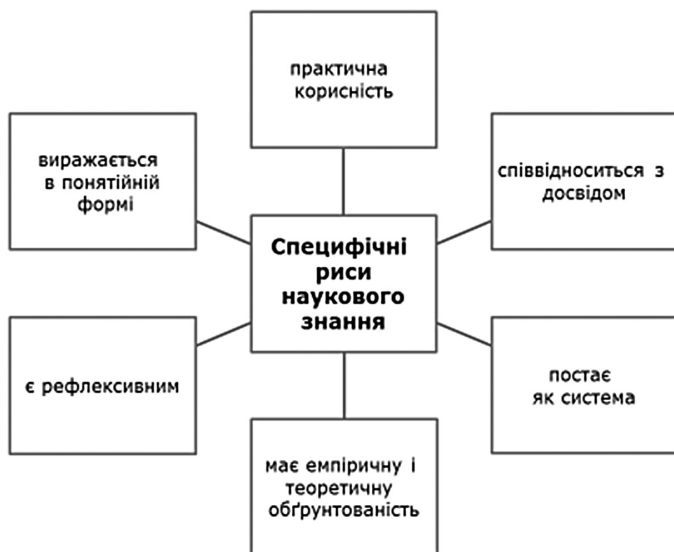 практична
корисність
виражається
в понятійній
формі
співвідноситься з
досвідом
Специфічні
риси
наукового
знання
є рефлексивним
постає
як система
має емпіричну і
теоретичну
обґрунтованість